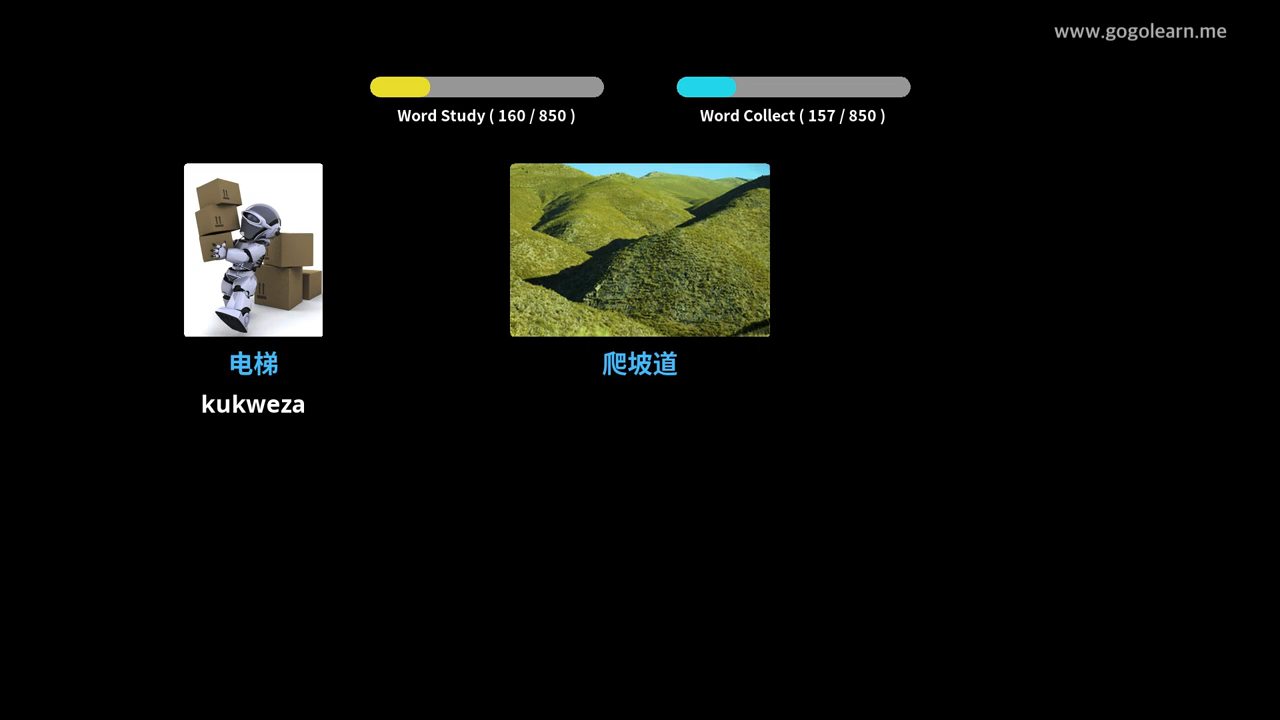 www.gogolearn.me
Word Study ( 160 / 850 )
Word Collect ( 157 / 850 )
电梯
爬坡道
kukweza